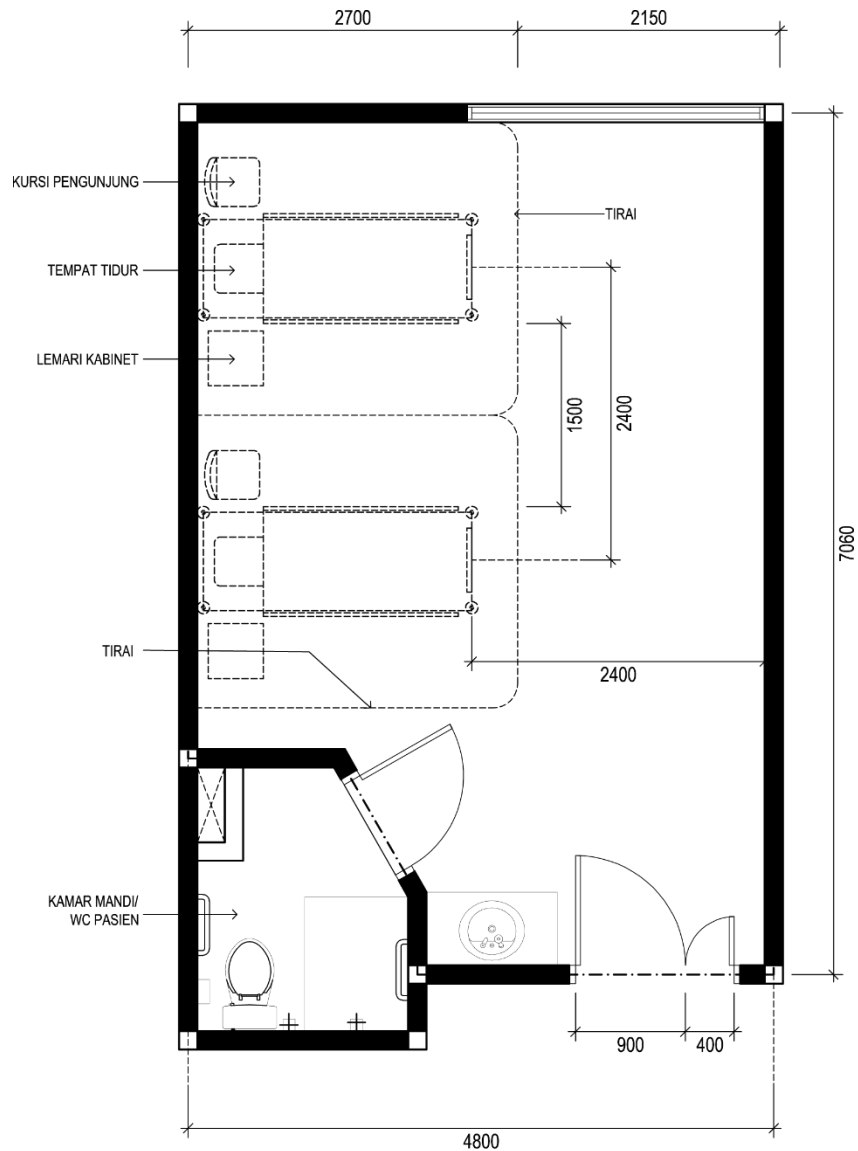 2700
2150
KURSI PENGUNJUNG
TIRAI
TEMPAT TIDUR
LEMARI KABINET
1500
2400
7060
TIRAI
2400
KAMAR MANDI/
WC PASIEN
900
400
4800